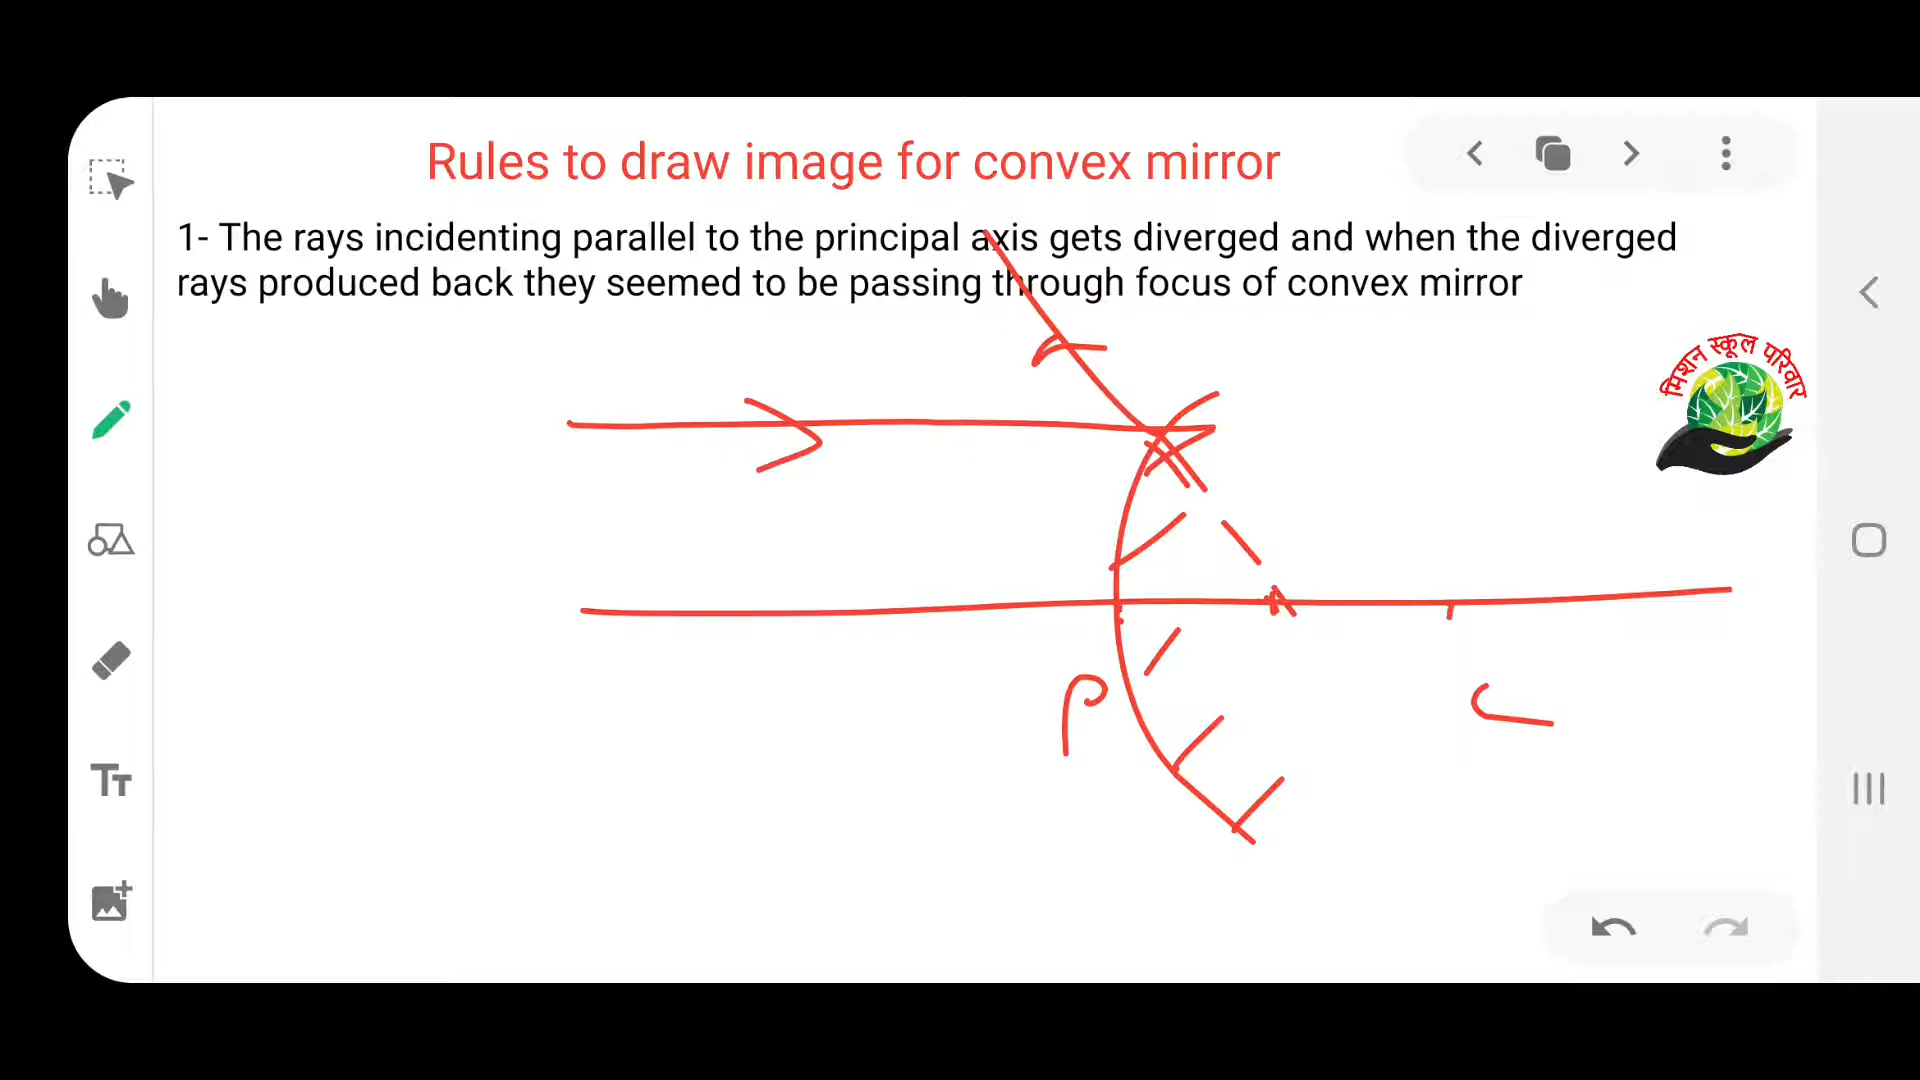 Rules to draw image for convex mirror
1- The rays incidenting parallel to the principal axis gets diverged and when the diverged
rays produced back they seemed to be passing through focus of convex mirror
मिशन स्कूल परिवार
P
C
TT